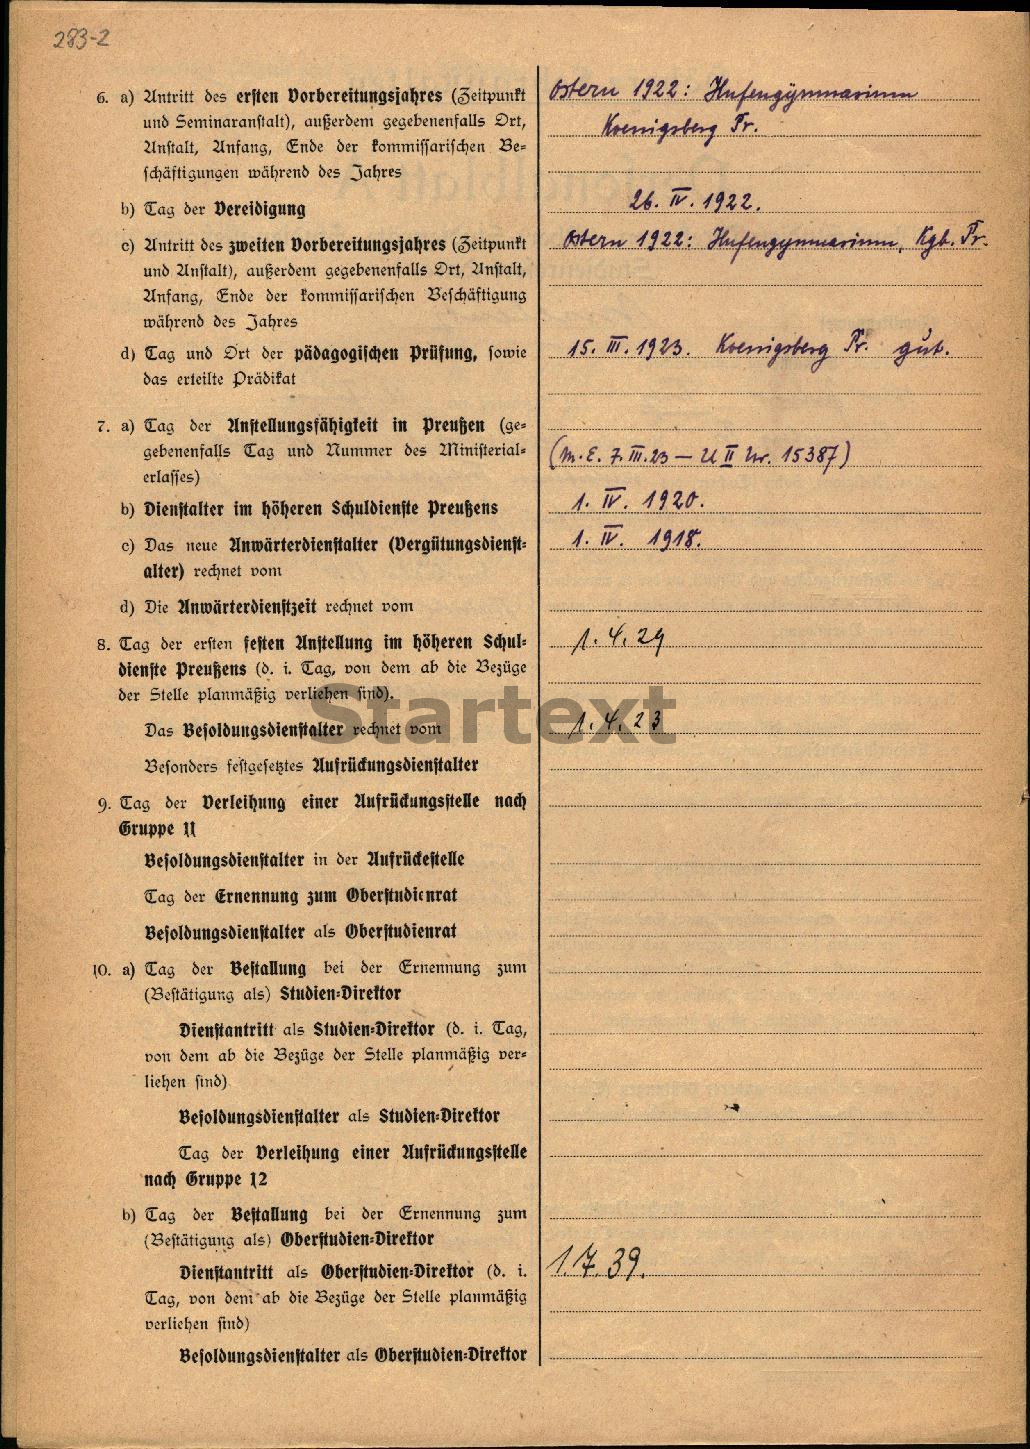 283-2
6. a) Antritt des ersten Vorbereitungsjahres (Zeitpunkt
Ostern 1922: Hufengymnasium
und Seminaranstalt), außerdem gegebenenfalls Ort,
Koenigsberg Pr.
Anstalt, Anfang, Ende der kommissarischen Be-
schäftigungen während des Jahres
b) Tag der Vereidigung
26. IV. 1922.
c) Antritt des zweiten Vorbereitungsjahres (Zeitpunkt
Ostern 1922: Hufengymnasium, Kgb. Pr.
und Anstalt), außerdem gegebenenfalls Ort, Anstalt,
Anfang, Ende der kommissarischen Beschäftigung
während des Jahres
d) Tag und Ort der pädagogischen Prüfung, sowie
15. III. 1923. Koenigsberg Pr. gut.
das erteilte Prädikat
7. a) Tag der Anstellungsfähigkeit in Preußen (ge-
gebenenfalls Tag und Nummer des Ministerial-
(M.E. 7. III. 23 — U II Nr. 15387)
erlasses)
b) Dienstalter im höheren Schuldienste Preußens
1. IV. 1920.
c) Das neue Anwärterdienstalter (Vergütungsdienst-
1. IV. 1918.
alter) rechnet vom
d) Die Anwärterdienstzeit rechnet vom
8. Tag der ersten festen Anstellung im höheren Schul-
1.4.29
dienste Preußens (d. i. Tag, von dem ab die Bezüge
der Stelle planmäßig verliehen sind).
Startext
Das Besoldungsdienstalter rechnet vom
1.4.23
Besonders festgesetztes Aufrückungsdienstalter
9. Tag der Verleihung einer Aufrückungsstelle nach
Gruppe 11
Besoldungsdienstalter in der Aufrückestelle
Tag der Ernennung zum Oberstudienrat
Besoldungsdienstalter als Oberstudienrat
10. a) Tag der Bestallung bei der Ernennung zum
(Bestätigung als) Studien-Direktor
Dienstantritt als Studien-Direktor (d. i. Tag,
von dem ab die Bezüge der Stelle planmäßig ver-
liehen sind)
Besoldungsdienstalter als Studien-Direktor
Tag der Verleihung einer Aufrückungsstelle
nach Gruppe 12
b) Tag der Bestallung bei der Ernennung zum
(Bestätigung als) Oberstudien-Direktor
Dienstantritt als Oberstudien-Direktor (d. i.
1.7.39.
Tag, von dem ab die Bezüge der Stelle planmäßig
verliehen sind)
Besoldungsdienstalter als Oberstudien-Direktor